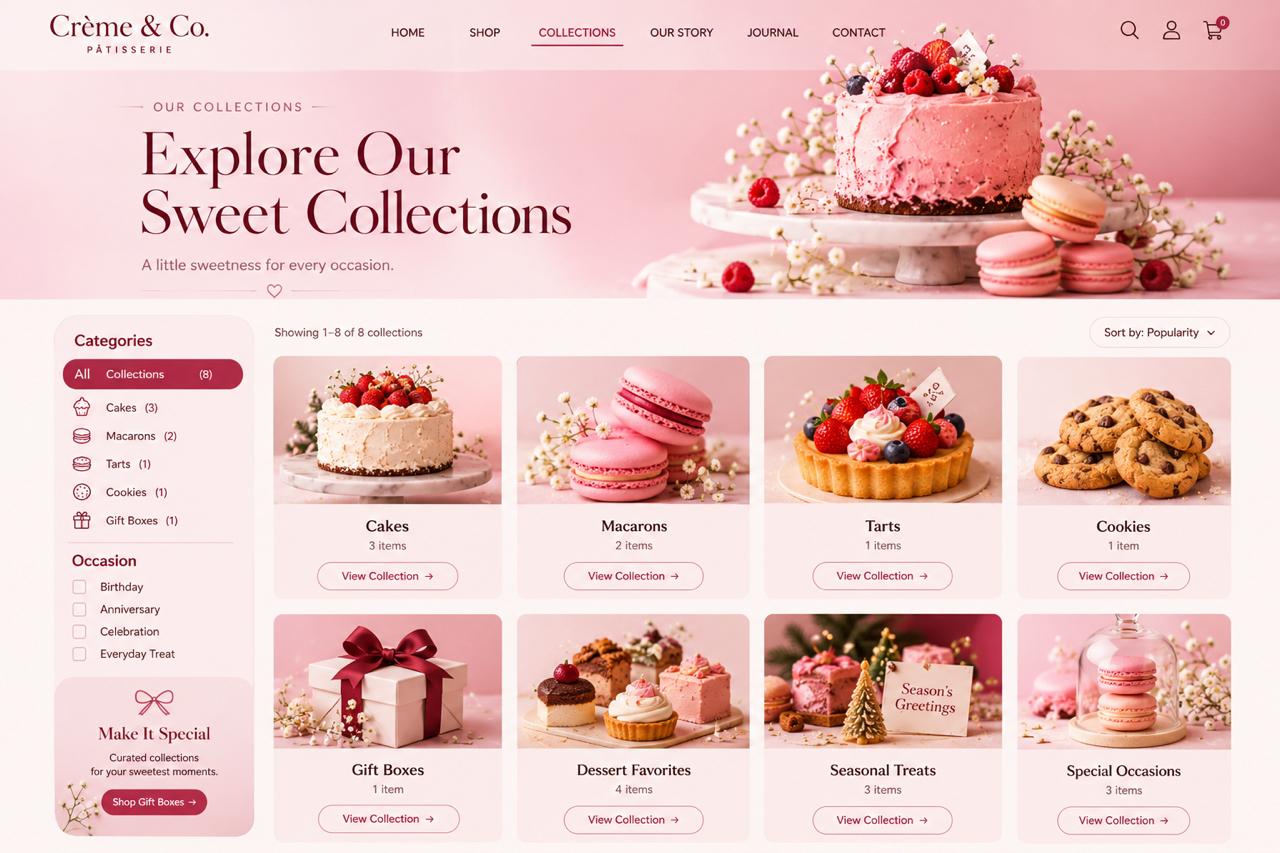 Crème & Co.
PÂTISSERIE
HOME SHOP COLLECTIONS OUR STORY JOURNAL CONTACT
0
OUR COLLECTIONS
Explore Our
Sweet Collections
A little sweetness for every occasion.
Categories
All Collections (8)
Cakes (3)
Macarons (2)
Tarts (1)
Cookies (1)
Gift Boxes (1)
Occasion
Birthday
Anniversary
Celebration
Everyday Treat
Make It Special
Curated collections
for your sweetest moments.
Shop Gift Boxes →
Showing 1–8 of 8 collections
Sort by: Popularity
Cakes
3 items
View Collection →
Macarons
2 items
View Collection →
Tarts
1 items
View Collection →
Cookies
1 item
View Collection →
Gift Boxes
1 item
View Collection →
Dessert Favorites
4 items
View Collection →
Season's
Greetings
Seasonal Treats
3 items
View Collection →
Special Occasions
3 items
View Collection →